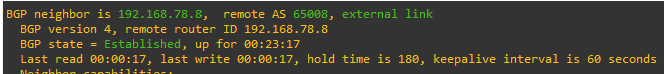 BGP neighbor is 192.168.78.8,  remote AS 65008, external link
  BGP version 4, remote router ID 192.168.78.8
  BGP state = Established, up for 00:23:17
  Last read 00:00:17, last write 00:00:17, hold time is 180, keepalive interval is 60 seconds
  Neighbor capabilities: